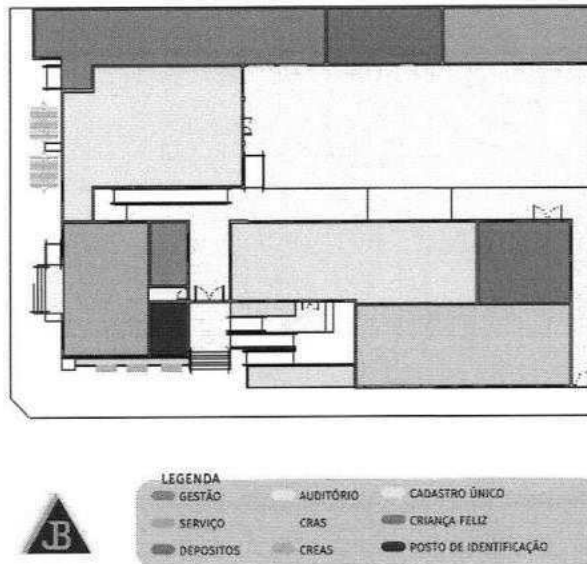 LEGENDA
GESTÃO AUDITÓRIO CADASTRO ÚNICO
SERVIÇO CRAS CRIANÇA FELIZ
DEPOSITOS CREAS POSTO DE IDENTIFICAÇÃO
JB